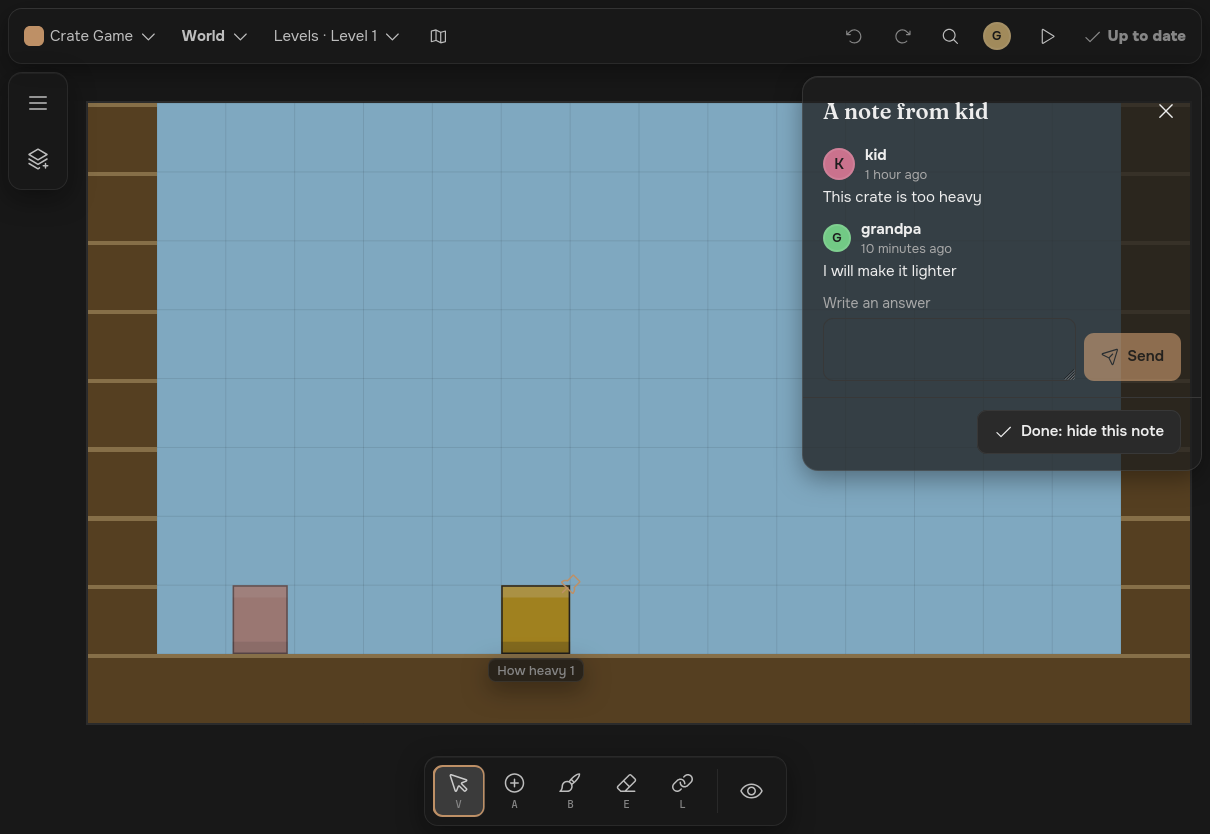 Crate Game World Levels · Level 1 G Up to date
A note from kid
K kid
1 hour ago
This crate is too heavy
G grandpa
10 minutes ago
I will make it lighter
Write an answer
Send
Done: hide this note
How heavy 1
V A B E L